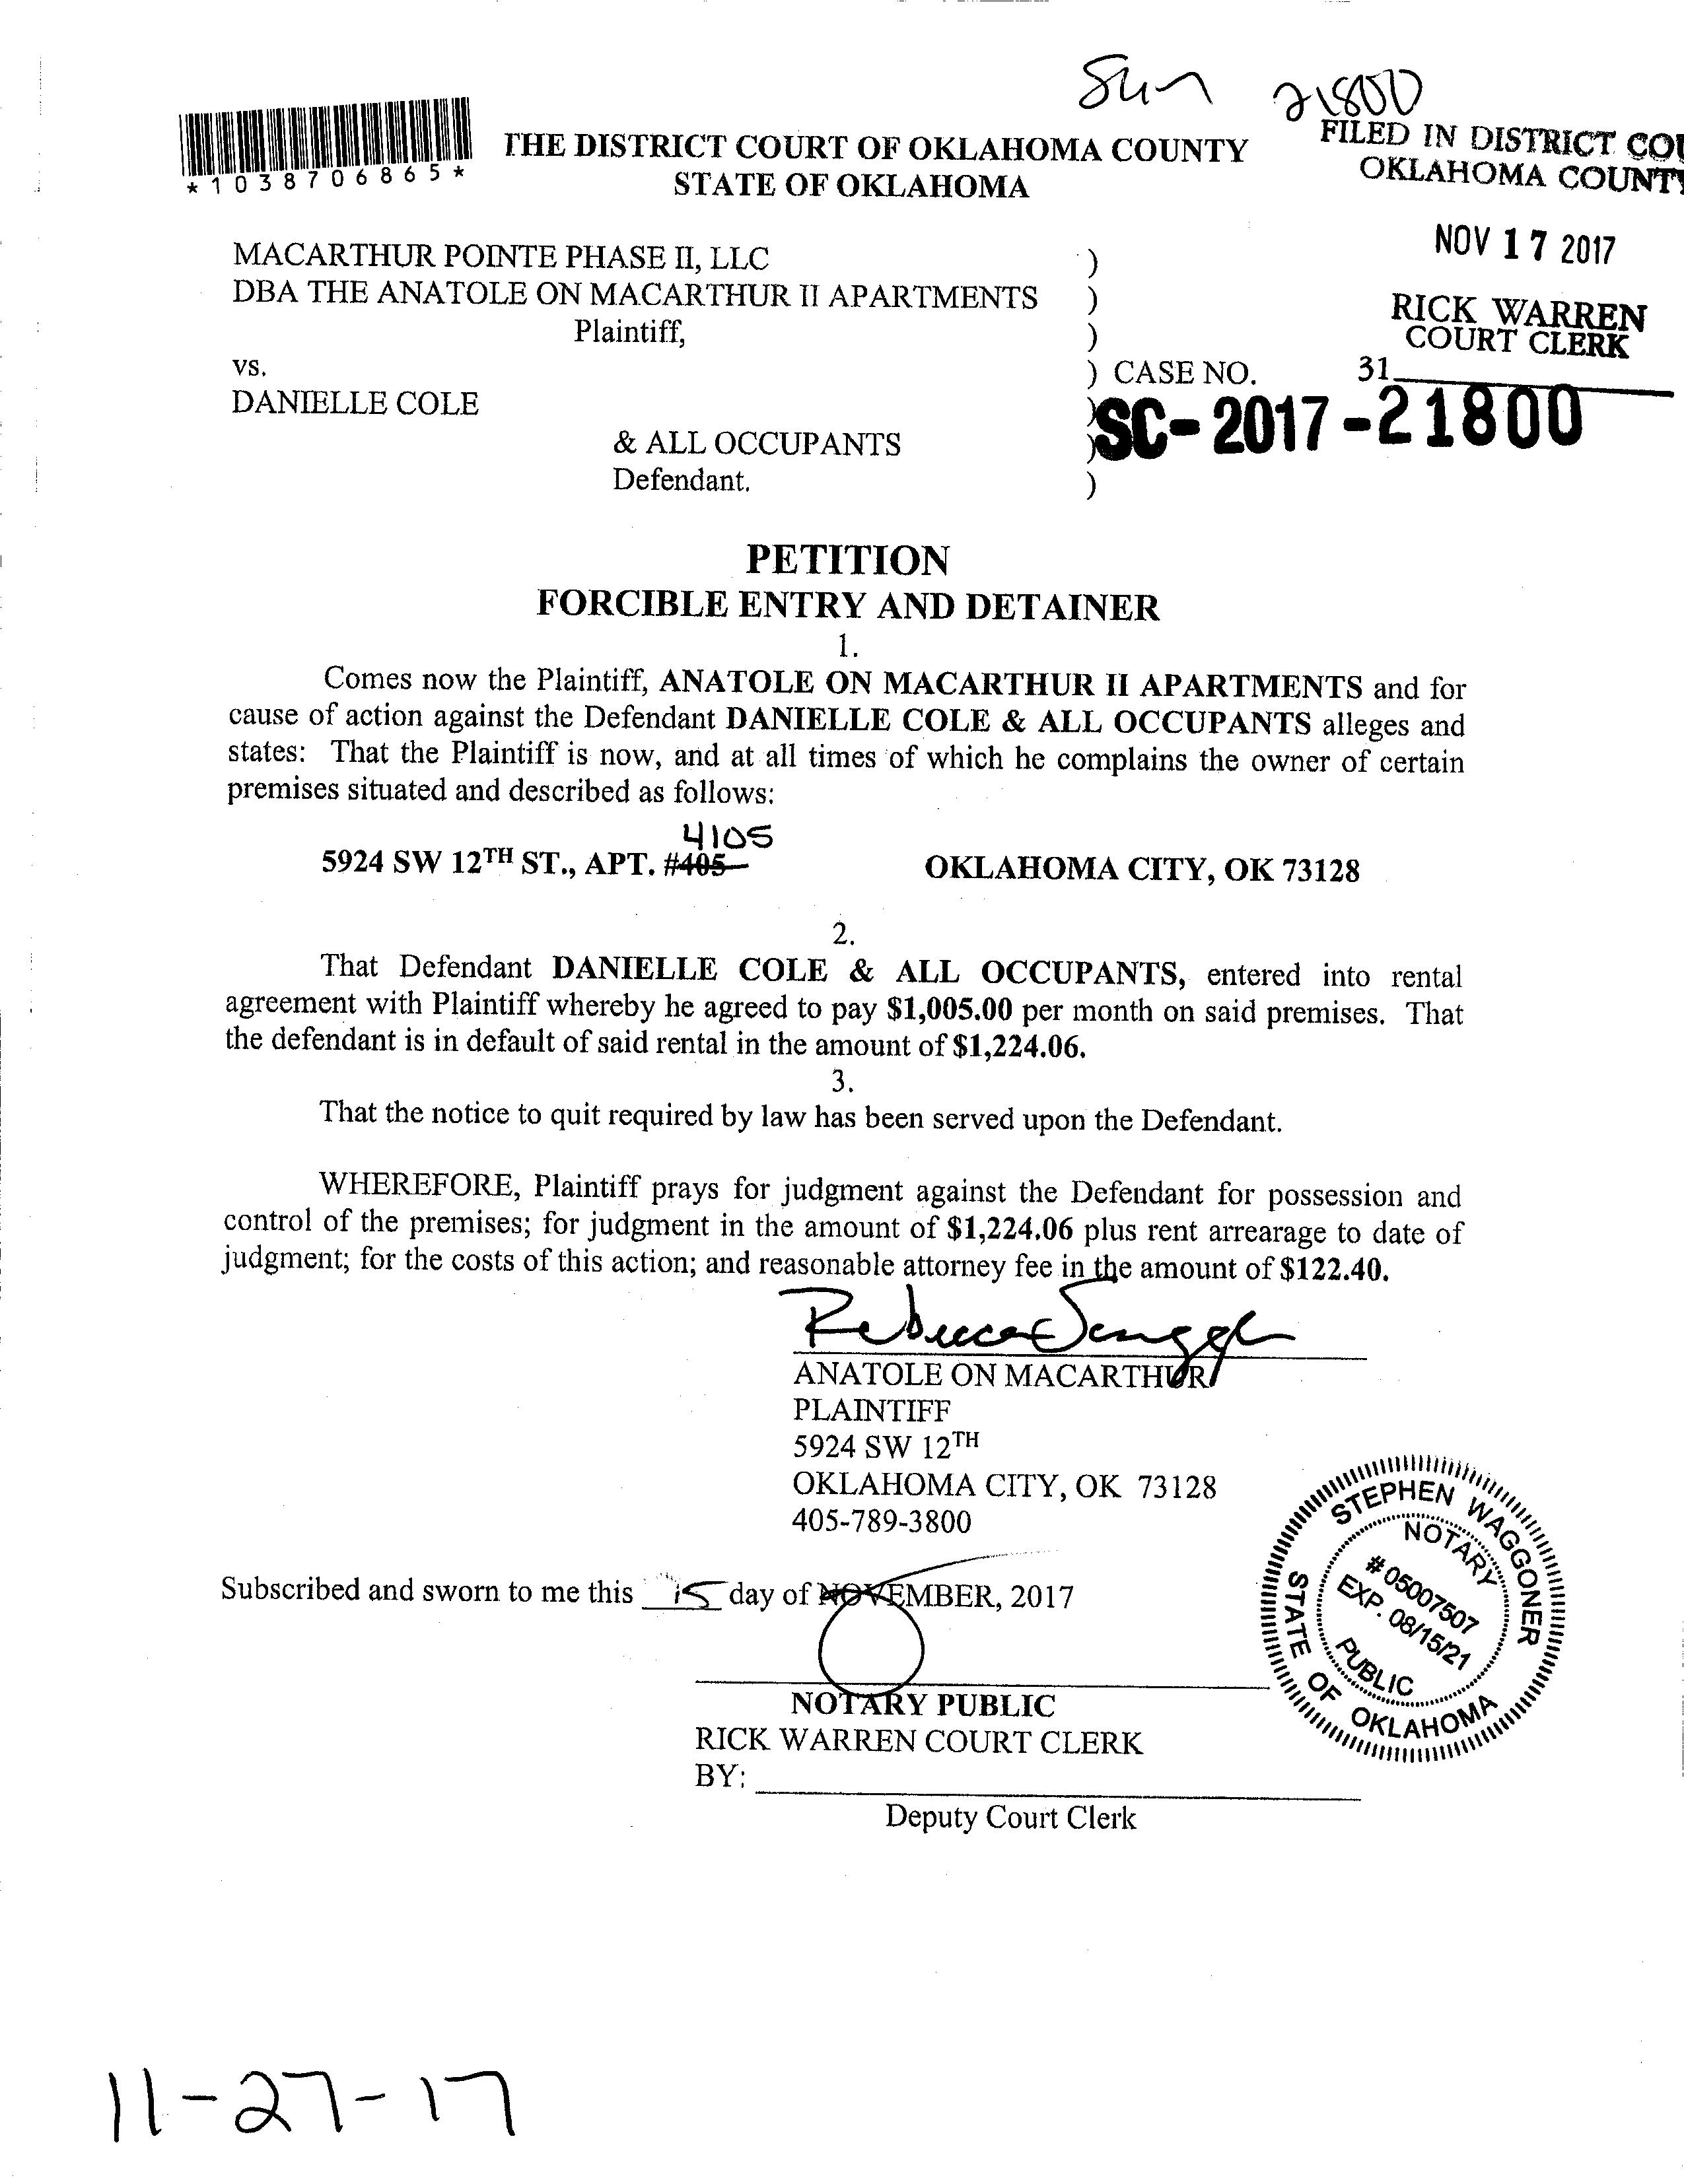 Sun 21800
*1038706865*
THE DISTRICT COURT OF OKLAHOMA COUNTY
STATE OF OKLAHOMA
FILED IN DISTRICT COU
OKLAHOMA COUNTY
NOV 17 2017
RICK WARREN
COURT CLERK
31
MACARTHUR POINTE PHASE II, LLC )
DBA THE ANATOLE ON MACARTHUR II APARTMENTS )
Plaintiff, )
vs. ) CASE NO.
DANIELLE COLE ) SC-2017-21800
& ALL OCCUPANTS )
Defendant. )
PETITION
FORCIBLE ENTRY AND DETAINER
1.
Comes now the Plaintiff, ANATOLE ON MACARTHUR II APARTMENTS and for
cause of action against the Defendant DANIELLE COLE & ALL OCCUPANTS alleges and
states: That the Plaintiff is now, and at all times of which he complains the owner of certain
premises situated and described as follows:
4105
5924 SW 12TH ST., APT. #405 OKLAHOMA CITY, OK 73128
2.
That Defendant DANIELLE COLE & ALL OCCUPANTS, entered into rental
agreement with Plaintiff whereby he agreed to pay $1,005.00 per month on said premises. That
the defendant is in default of said rental in the amount of $1,224.06.
3.
That the notice to quit required by law has been served upon the Defendant.
WHEREFORE, Plaintiff prays for judgment against the Defendant for possession and
control of the premises; for judgment in the amount of $1,224.06 plus rent arrearage to date of
judgment; for the costs of this action; and reasonable attorney fee in the amount of $122.40.
Rebecca
ANATOLE ON MACARTHUR
PLAINTIFF
5924 SW 12TH
OKLAHOMA CITY, OK 73128
405-789-3800
Subscribed and sworn to me this 15 day of NOVEMBER, 2017
NOTARY PUBLIC
RICK WARREN COURT CLERK
BY:
Deputy Court Clerk
STEPHEN WAGGONER
NOTARY
# 05007507
EXP. 08/15/21
PUBLIC
STATE OF OKLAHOMA
11-27-17